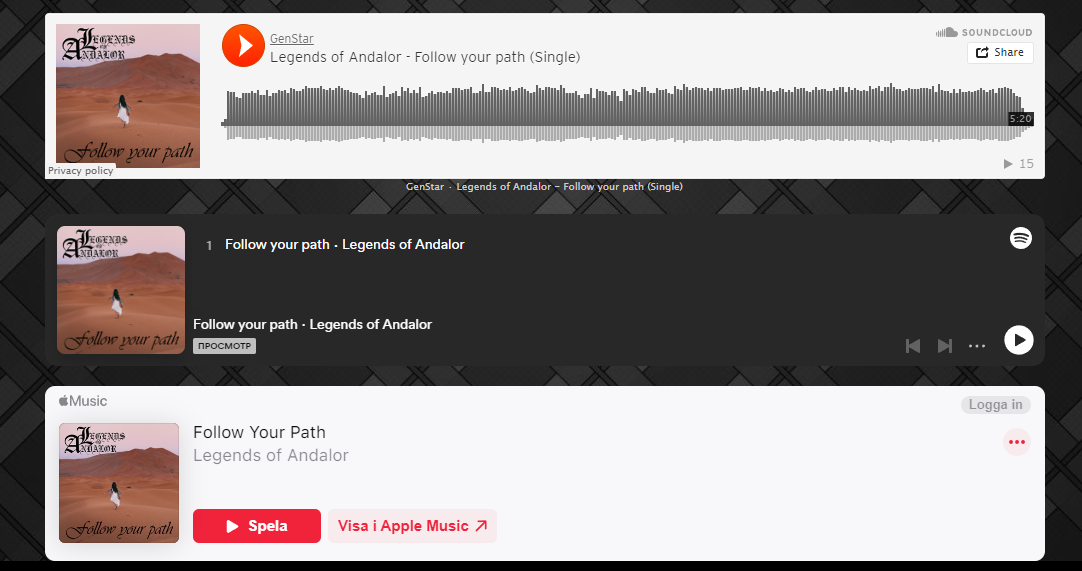 LEGENDS
OF
ANDALOR
Follow your path
Privacy policy
GenStar
Legends of Andalor - Follow your path (Single)
SOUNDCLOUD
Share
5:20
15
GenStar · Legends of Andalor – Follow your path (Single)
LEGENDS
OF
ANDALOR
Follow your path
1 Follow your path · Legends of Andalor
Follow your path · Legends of Andalor
ПРОСМОТР
Music
Logga in
LEGENDS
OF
ANDALOR
Follow your path
Follow Your Path
Legends of Andalor
Spela
Visa i Apple Music